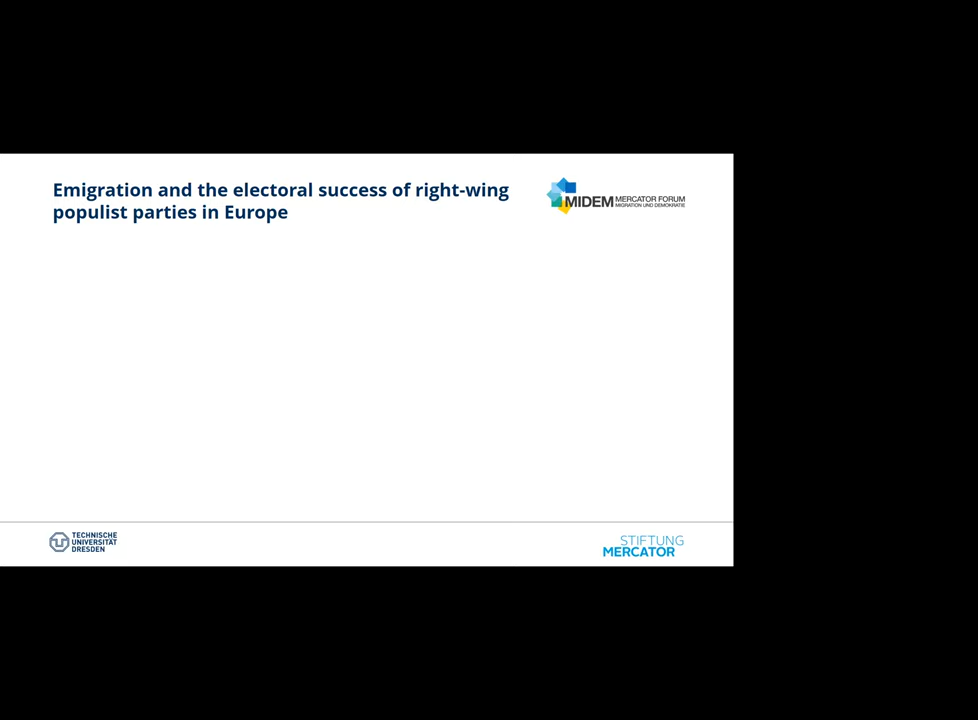 Emigration and the electoral success of right-wing
populist parties in Europe
MIDEM MERCATOR FORUM
MIGRATION UND DEMOKRATIE
TECHNISCHE
UNIVERSITÄT
DRESDEN
STIFTUNG
MERCATOR